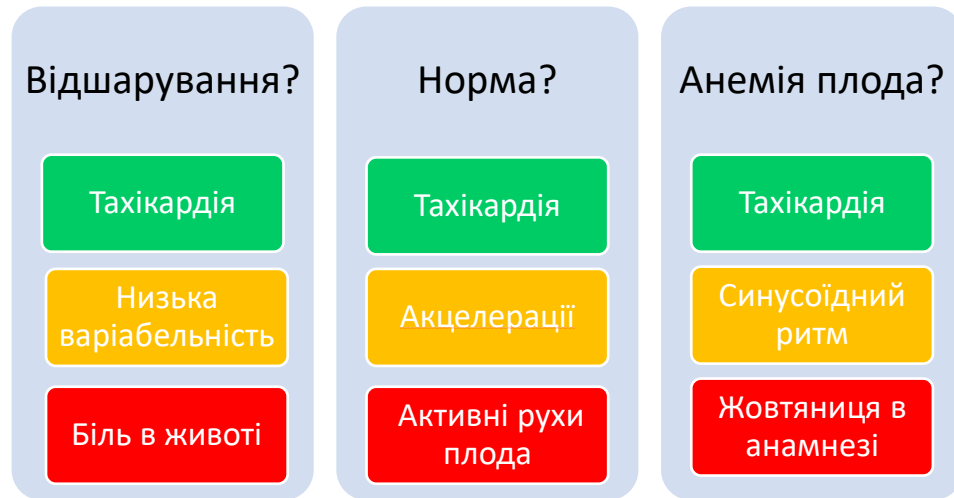 Відшарування?
Тахікардія
Низька
варіабельність
Біль в животі
Норма?
Тахікардія
Акцелерації
Активні рухи
плода
Анемія плода?
Тахікардія
Синусоїдний
ритм
Жовтяниця в
анамнезі